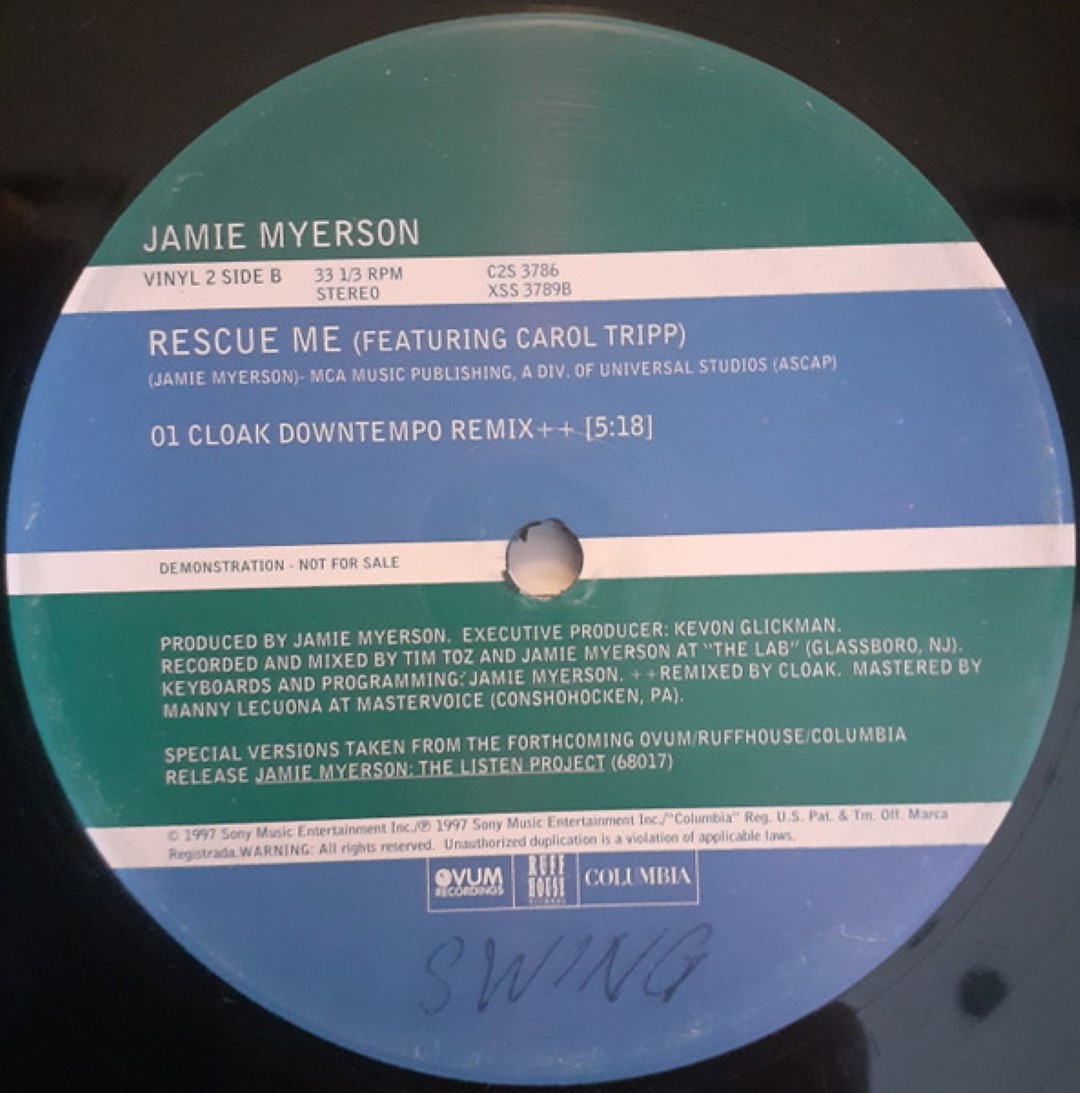 JAMIE MYERSON
VINYL 2 SIDE B 33 1/3 RPM C2S 3786
STEREO XSS 3789B
RESCUE ME (FEATURING CAROL TRIPP)
(JAMIE MYERSON)- MCA MUSIC PUBLISHING, A DIV. OF UNIVERSAL STUDIOS (ASCAP)
01 CLOAK DOWNTEMPO REMIX++ [5:18]
DEMONSTRATION - NOT FOR SALE
PRODUCED BY JAMIE MYERSON. EXECUTIVE PRODUCER: KEVON GLICKMAN.
RECORDED AND MIXED BY TIM TOZ AND JAMIE MYERSON AT "THE LAB" (GLASSBORO, NJ).
KEYBOARDS AND PROGRAMMING: JAMIE MYERSON. ++REMIXED BY CLOAK. MASTERED BY
MANNY LECUONA AT MASTERVOICE (CONSHOHOCKEN, PA).
SPECIAL VERSIONS TAKEN FROM THE FORTHCOMING OVUM/RUFFHOUSE/COLUMBIA
RELEASE JAMIE MYERSON: THE LISTEN PROJECT (68017)
© 1997 Sony Music Entertainment Inc./℗ 1997 Sony Music Entertainment Inc./"Columbia" Reg. U.S. Pat. & Tm. Off. Marca
Registrada. WARNING: All rights reserved. Unauthorized duplication is a violation of applicable laws.
OVUM RECORDINGS RUFF HOUSE RECORDS COLUMBIA
SWING